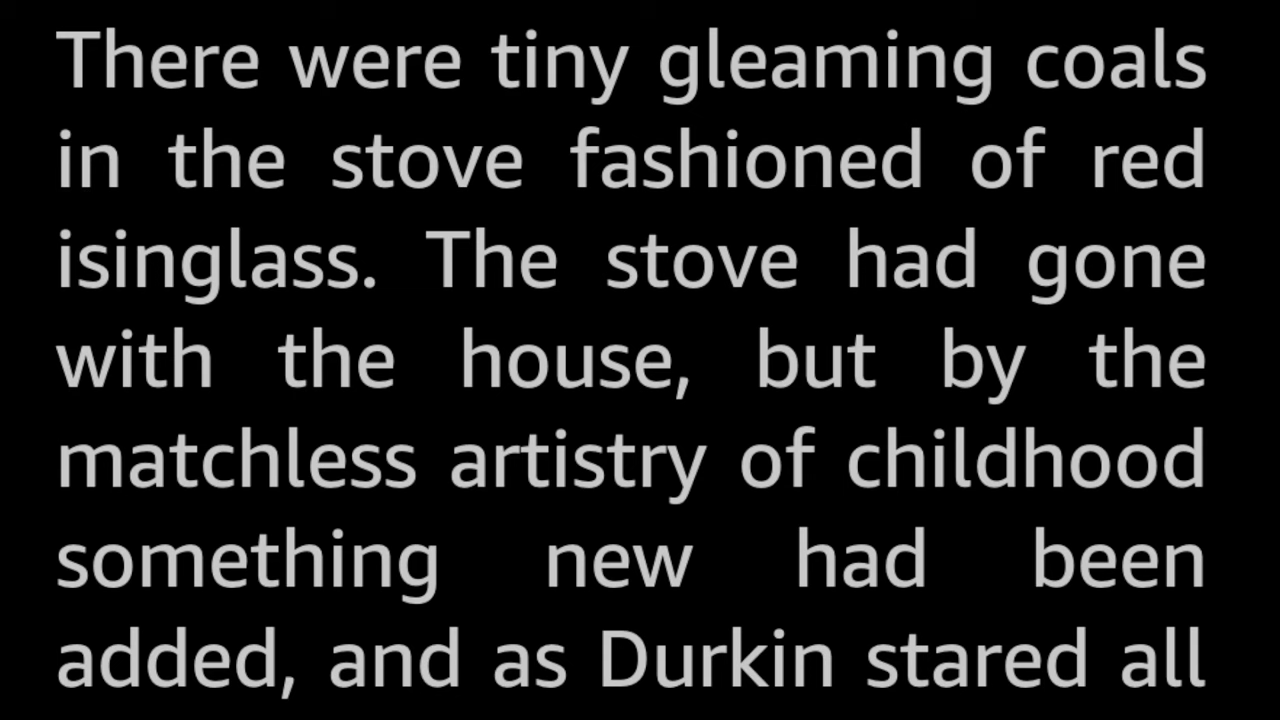 There were tiny gleaming coals
in the stove fashioned of red
isinglass. The stove had gone
with the house, but by the
matchless artistry of childhood
something new had been
added, and as Durkin stared all